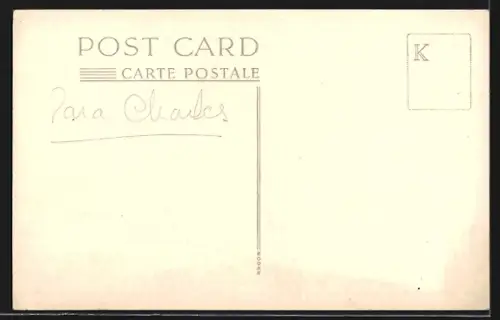 POST CARD
CARTE POSTALE
K
Para Charles